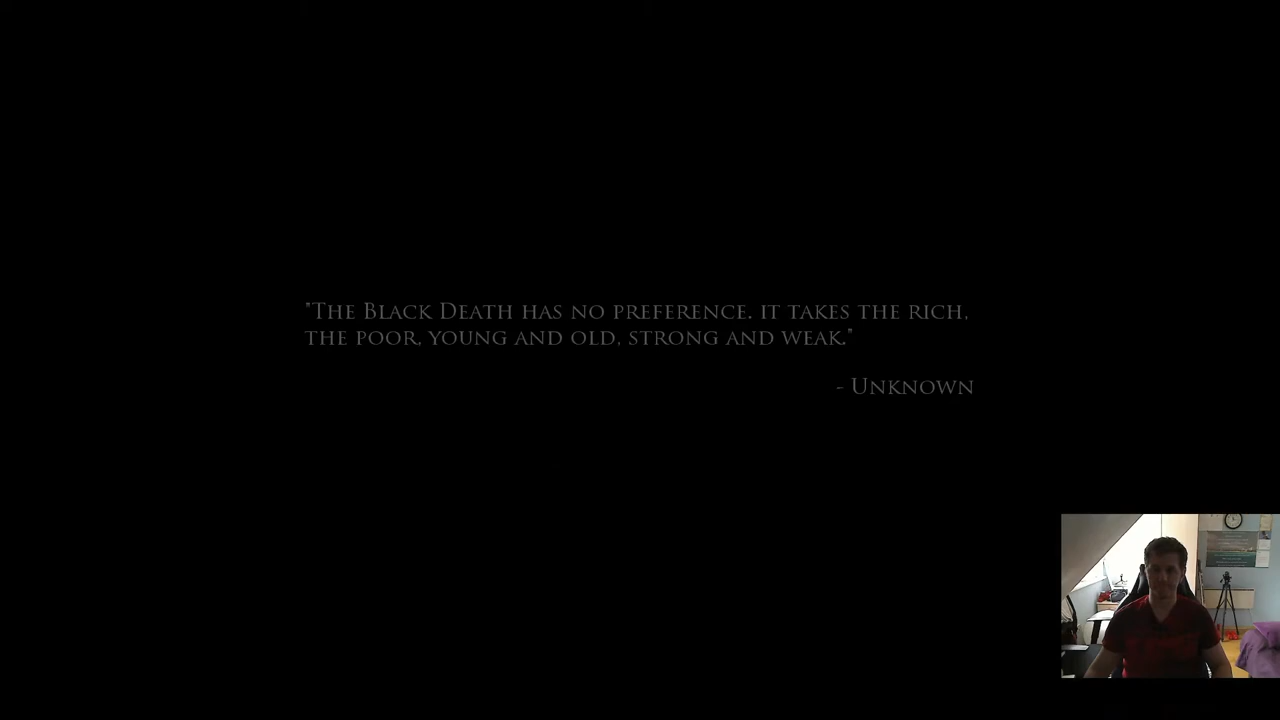 "The Black Death has no preference. it takes the rich,
the poor, young and old, strong and weak."
- Unknown